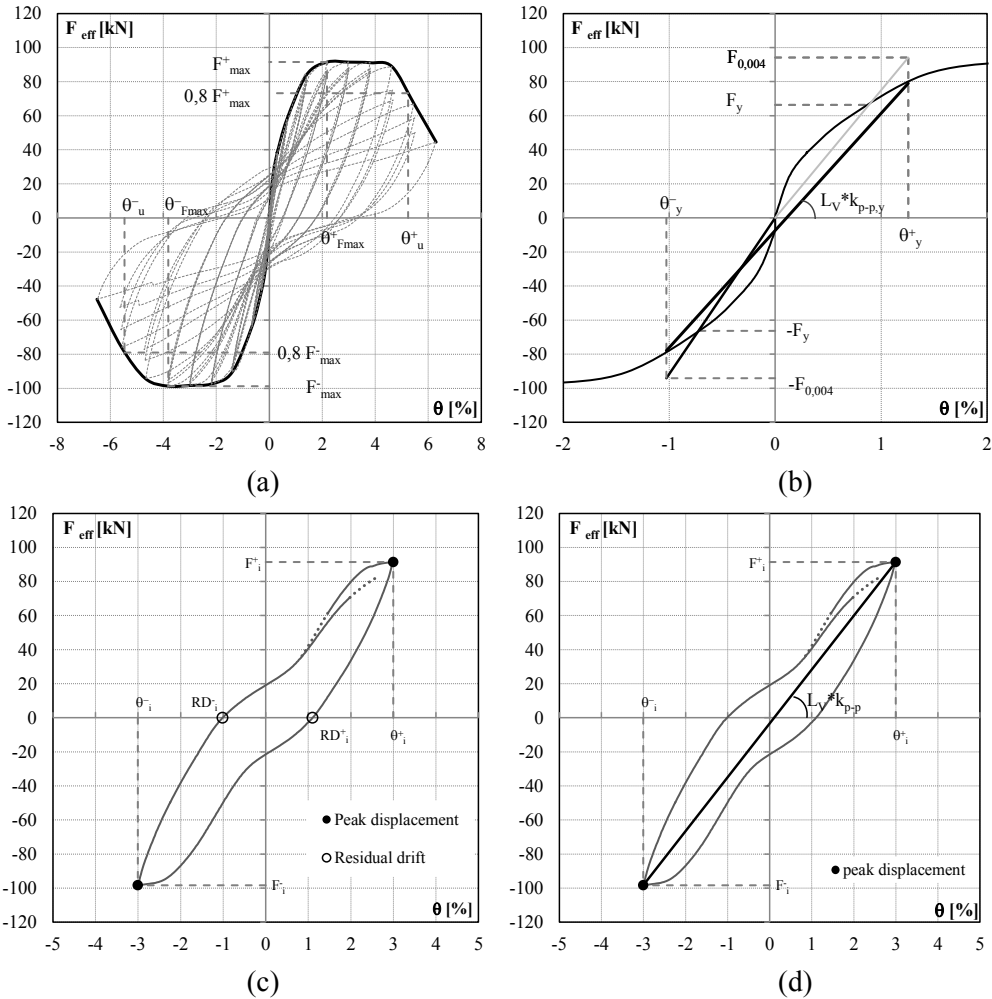 F eff [kN]
120
100
80
60
40
20
0
-20
-40
-60
-80
-100
-120
F+max
0,8 F+max
θ-u
θ-Fmax
θ+Fmax
θ+u
0,8 F-max
F-max
θ [%]
-8 -6 -4 -2 0 2 4 6 8
(a)
F eff [kN]
120
100
80
60
40
20
0
-20
-40
-60
-80
-100
-120
F0,004
Fy
θ-y
LV*kp-p,y
θ+y
-Fy
-F0,004
θ [%]
-2 -1 0 1 2
(b)
F eff [kN]
120
100
80
60
40
20
0
-20
-40
-60
-80
-100
-120
F+i
θ-i
RD-i
RD+i
θ+i
Peak displacement
Residual drift
F-i
θ [%]
-5 -4 -3 -2 -1 0 1 2 3 4 5
(c)
F eff [kN]
120
100
80
60
40
20
0
-20
-40
-60
-80
-100
-120
F+i
θ-i
LV*kp-p
θ+i
peak displacement
F-i
θ [%]
-5 -4 -3 -2 -1 0 1 2 3 4 5
(d)